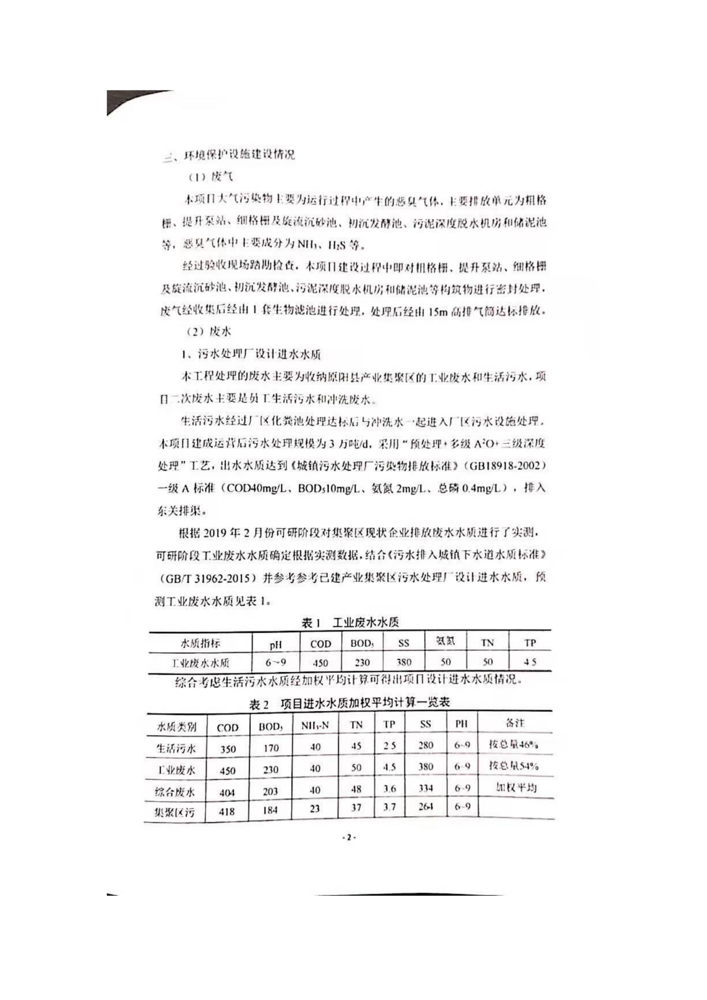 三、环境保护设施建设情况
（1）废气
本项目大气污染物主要为运行过程中产生的恶臭气体，主要排放单元为粗格
栅、提升泵站、细格栅及旋流沉砂池、初沉发酵池、污泥深度脱水机房和储泥池
等，恶臭气体中主要成分为 NH₃、H₂S 等。
经过验收现场踏勘检查，本项目建设过程中即对粗格栅、提升泵站、细格栅
及旋流沉砂池、初沉发酵池、污泥深度脱水机房和储泥池等构筑物进行密封处理，
废气经收集后经由 1 套生物滤池进行处理，处理后经由 15m 高排气筒达标排放。
（2）废水
1、污水处理厂设计进水水质
本工程处理的废水主要为收纳原阳县产业集聚区的工业废水和生活污水，项
目二次废水主要是员工生活污水和冲洗废水。
生活污水经过厂区化粪池处理达标后与冲洗水一起进入厂区污水设施处理。
本项目建成运营后污水处理规模为 3 万吨/d，采用“预处理+多级 A²O+三级深度
处理”工艺，出水水质达到《城镇污水处理厂污染物排放标准》（GB18918-2002）
一级 A 标准（COD40mg/L、BOD₅10mg/L、氨氮 2mg/L、总磷 0.4mg/L），排入
东关排渠。
根据 2019 年 2 月份可研阶段对集聚区现状企业排放废水水质进行了实测，
可研阶段工业废水水质确定根据实测数据，结合《污水排入城镇下水道水质标准》
（GB/T 31962-2015）并参考参考已建产业集聚区污水处理厂设计进水水质，预
测工业废水水质见表 1。
表 1 工业废水水质
水质指标 pH COD BOD₅ SS 氨氮 TN TP
工业废水水质 6～9 450 230 380 50 50 4.5
综合考虑生活污水水质经加权平均计算可得出项目设计进水水质情况。
表 2 项目进水水质加权平均计算一览表
水质类别 COD BOD₅ NH₃-N TN TP SS PH 备注
生活污水 350 170 40 45 2.5 280 6~9 按总量46%
工业废水 450 230 40 50 4.5 380 6~9 按总量54%
综合废水 404 203 40 48 3.6 334 6~9 加权平均
集聚区污 418 184 23 37 3.7 264 6~9
- 2 -